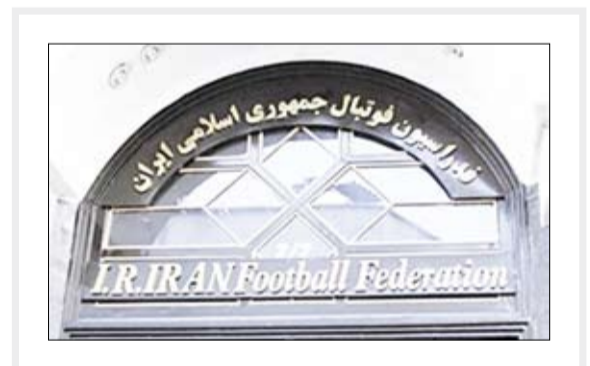 فدراسیون فوتبال جمهوری اسلامی ایران
I.R.IRAN Football Federation